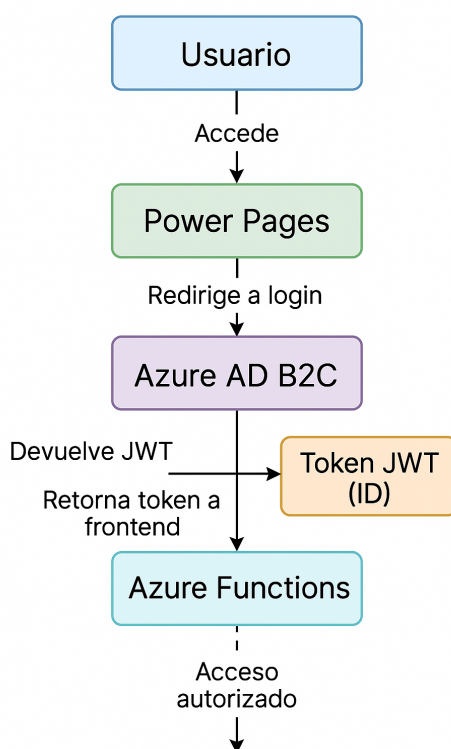 Usuario
Accede
Power Pages
Redirige a login
Azure AD B2C
Devuelve JWT
Token JWT
(ID)
Retorna token a
frontend
Azure Functions
Acceso
autorizado